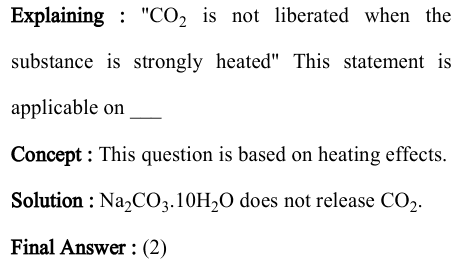 Explaining : "CO₂ is not liberated when the
substance is strongly heated" This statement is
applicable on ___
Concept : This question is based on heating effects.
Solution : Na₂CO₃.10H₂O does not release CO₂.
Final Answer : (2)